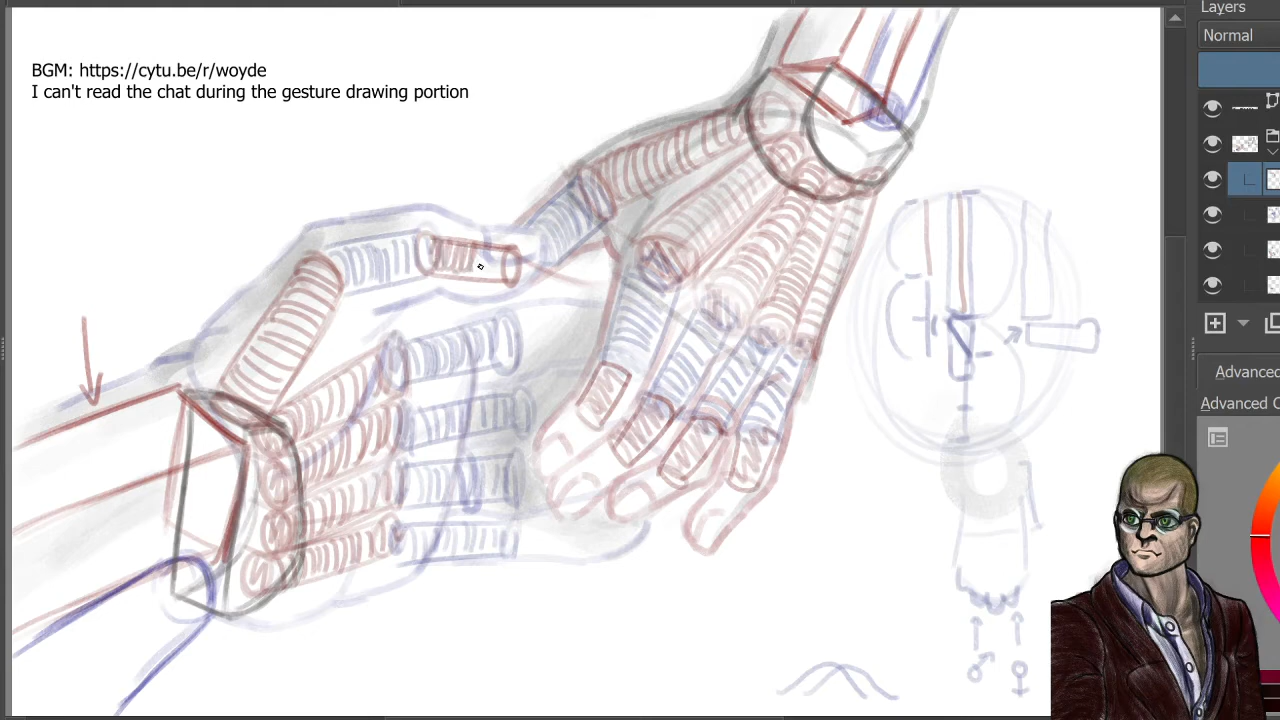 Layers
Normal
BGM: https://cytu.be/r/woyde
I can't read the chat during the gesture drawing portion
Advanced
Advanced C